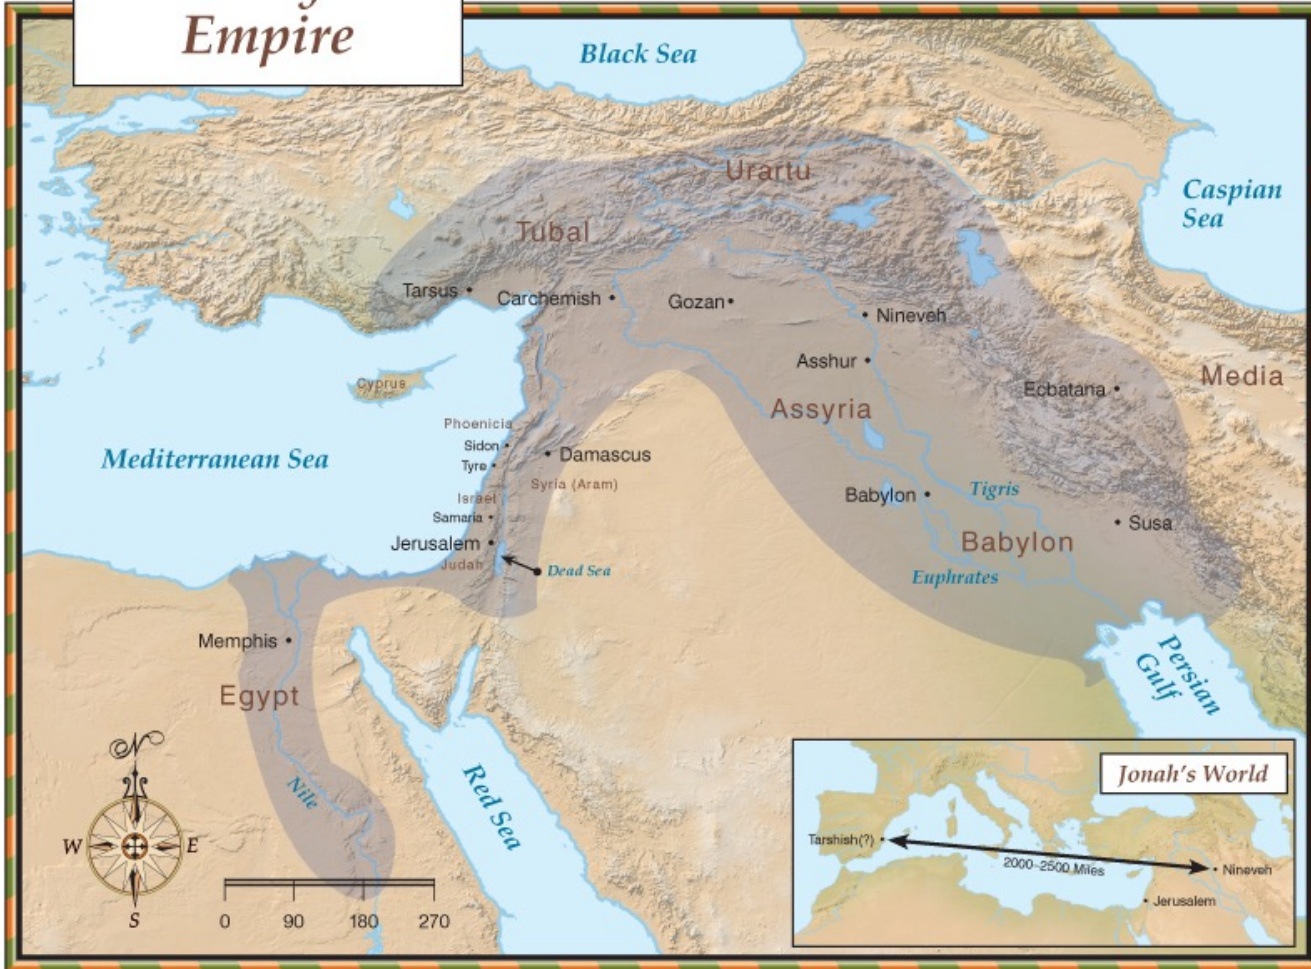 Empire
Black Sea
Caspian
Sea
Urartu
Tubal
Tarsus
Carchemish
Gozan
Nineveh
Asshur
Ecbatana
Media
Assyria
Cyprus
Phoenicia
Sidon
Tyre
Damascus
Syria (Aram)
Mediterranean Sea
Israel
Samaria
Jerusalem
Judah
Dead Sea
Babylon
Tigris
Susa
Babylon
Euphrates
Memphis
Egypt
Nile
Red Sea
Persian
Gulf
N
W
E
S
0 90 180 270
Jonah's World
Tarshish(?)
2000–2500 Miles
Nineveh
Jerusalem